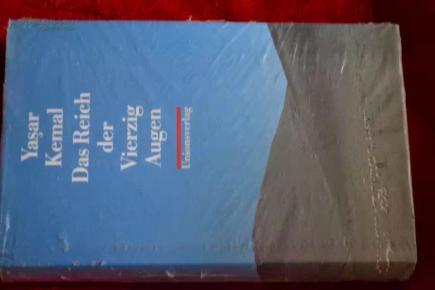 Yaşar
Kemal
Das Reich
der
Vierzig
Augen
Unionsverlag